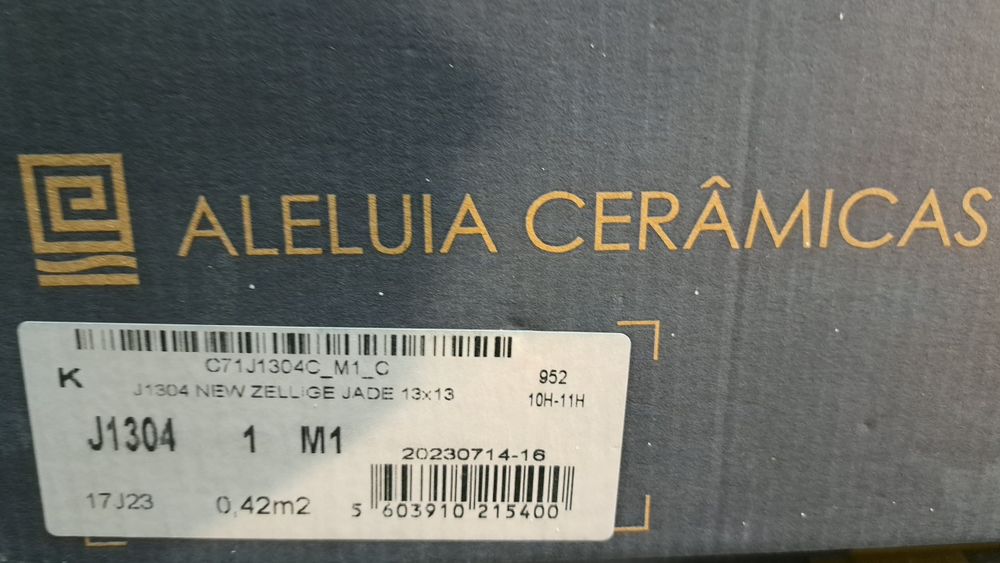 ALELUIA CERÂMICAS
C71J1304C_M1_C
K
J1304 NEW ZELLIGE JADE 13x13
952
10H-11H
J1304 1 M1
20230714-16
17J23 0,42m2
5 603910 215400